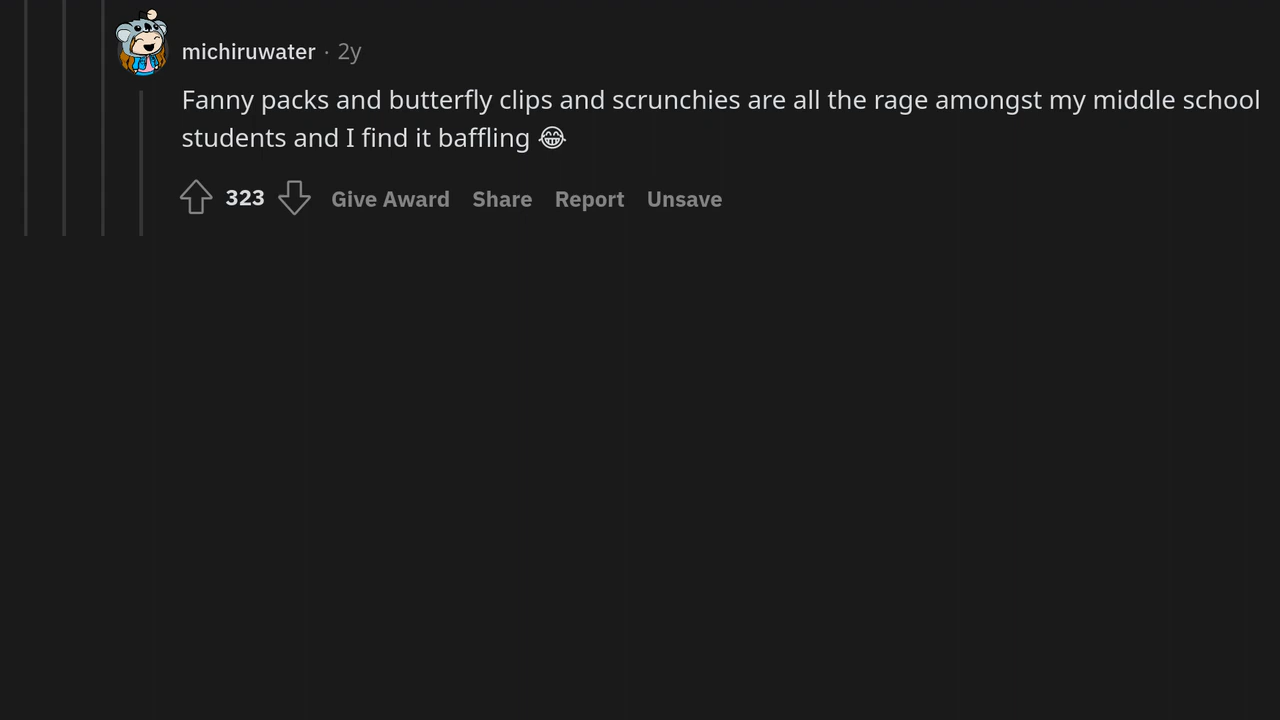 michiruwater · 2y
Fanny packs and butterfly clips and scrunchies are all the rage amongst my middle school
students and I find it baffling 😂
323 Give Award Share Report Unsave